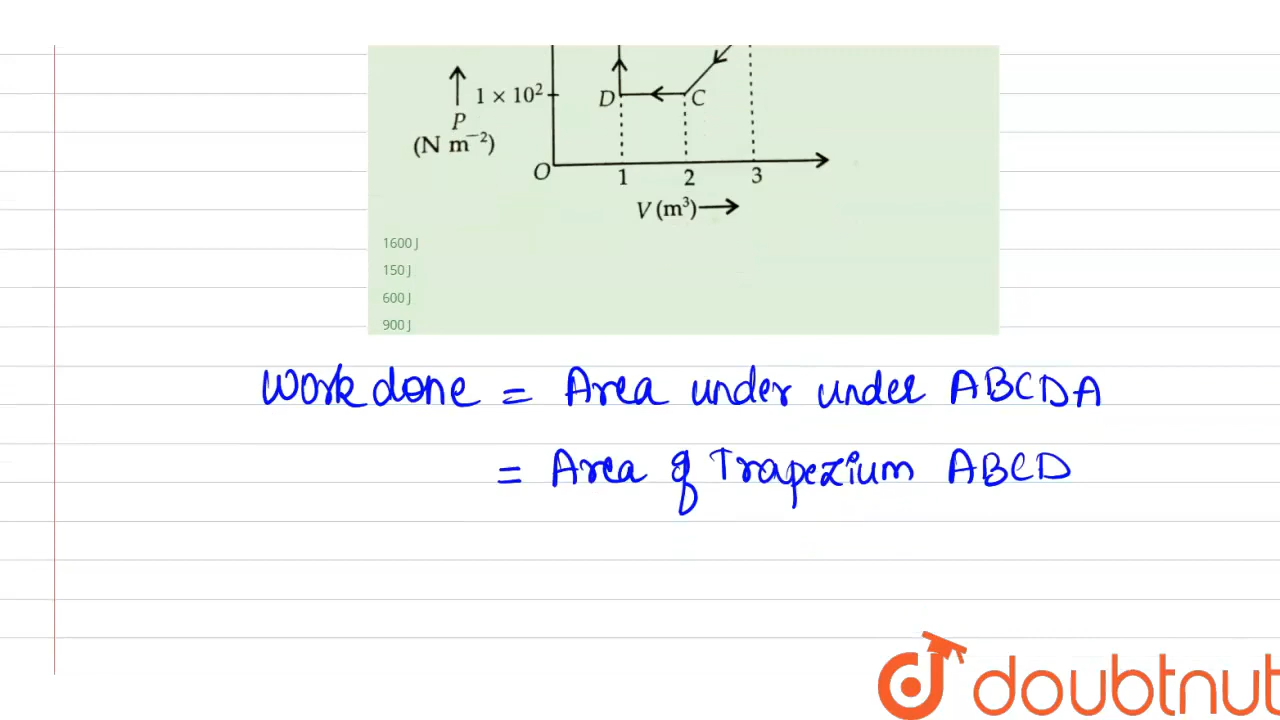 1 × 10²
D
C
P
(N m⁻²)
O
1 2 3
V (m³)
1600 J
150 J
600 J
900 J
Work done = Area under under ABCDA
= Area of Trapezium ABCD
doubtnut